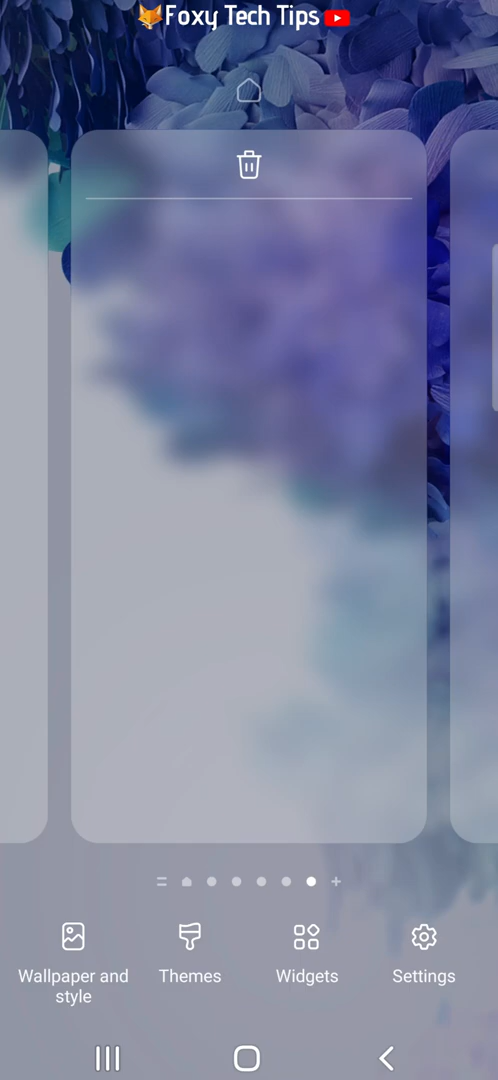 Foxy Tech Tips
Wallpaper and
style
Themes
Widgets
Settings